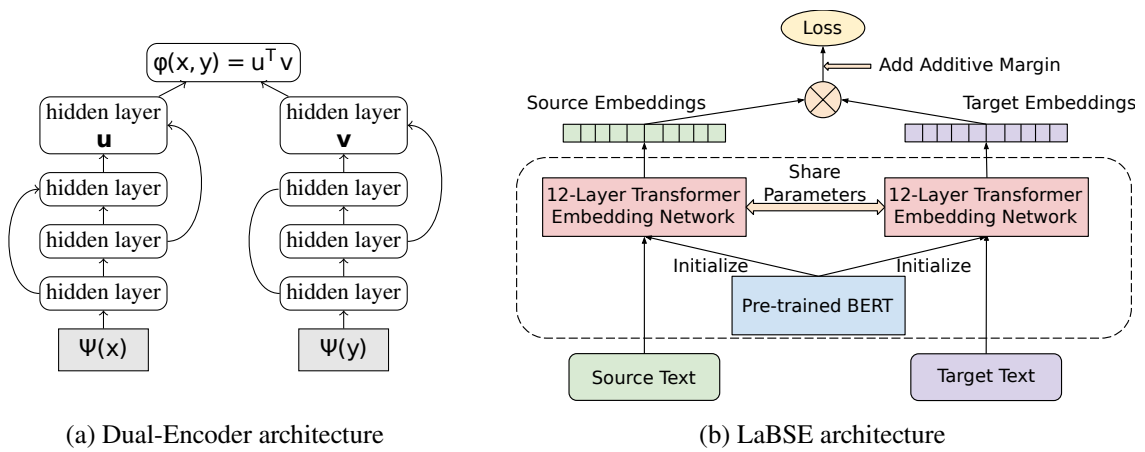 φ(x, y) = uᵀ v
hidden layer
u
hidden layer
hidden layer
hidden layer
Ψ(x)
hidden layer
v
hidden layer
hidden layer
hidden layer
Ψ(y)
(a) Dual-Encoder architecture
Loss
Add Additive Margin
Source Embeddings
Target Embeddings
12-Layer Transformer
Embedding Network
Share
Parameters
12-Layer Transformer
Embedding Network
Initialize
Initialize
Pre-trained BERT
Source Text
Target Text
(b) LaBSE architecture